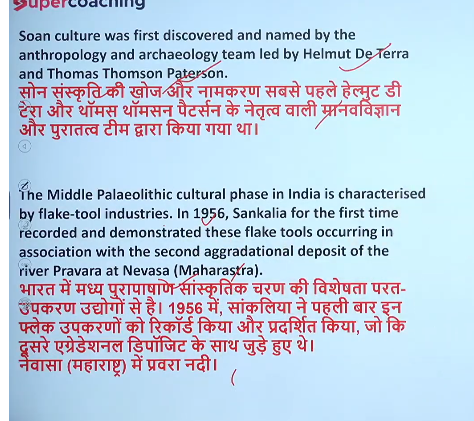 Supercoaching
Soan culture was first discovered and named by the
anthropology and archaeology team led by Helmut De Terra
and Thomas Thomson Paterson.
सोन संस्कृति की खोज और नामकरण सबसे पहले हेल्मुट डी
टेरा और थॉमस थॉमसन पैटर्सन के नेतृत्व वाली मानवविज्ञान
और पुरातत्व टीम द्वारा किया गया था।
The Middle Palaeolithic cultural phase in India is characterised
by flake-tool industries. In 1956, Sankalia for the first time
recorded and demonstrated these flake tools occurring in
association with the second aggradational deposit of the
river Pravara at Nevasa (Maharastra).
भारत में मध्य पुरापाषाण सांस्कृतिक चरण की विशेषता परत-
उपकरण उद्योगों से है। 1956 में, सांकलिया ने पहली बार इन
फ्लेक उपकरणों को रिकॉर्ड किया और प्रदर्शित किया, जो कि
दूसरे एग्रेडेशनल डिपॉजिट के साथ जुड़े हुए थे।
नेवासा (महाराष्ट्र) में प्रवरा नदी।